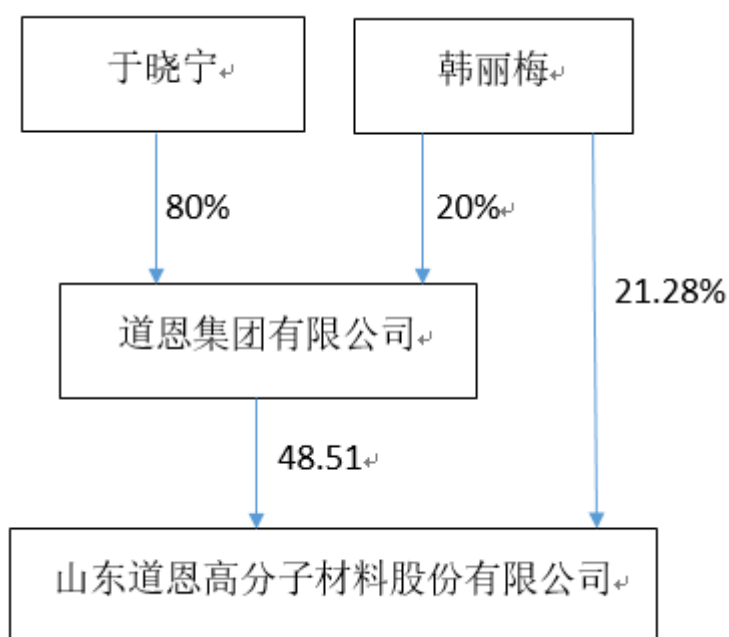 于晓宁
韩丽梅
80%
20%
21.28%
道恩集团有限公司
48.51
山东道恩高分子材料股份有限公司